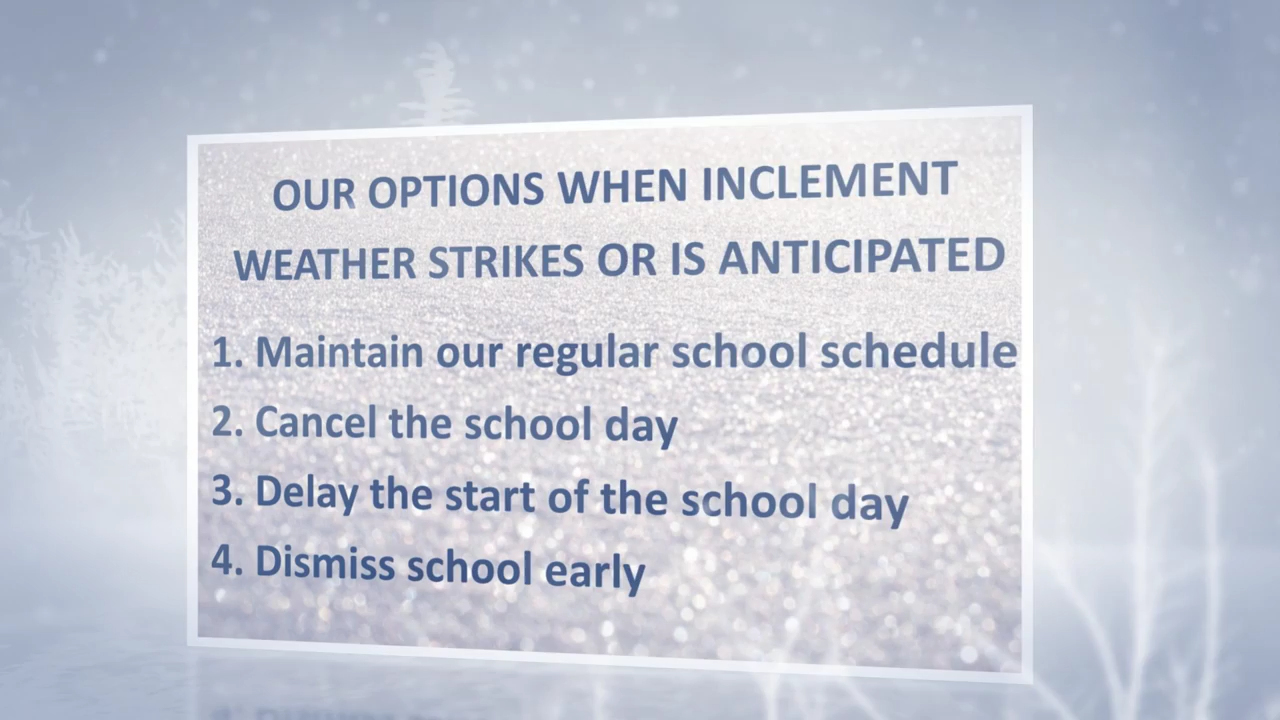 OUR OPTIONS WHEN INCLEMENT
WEATHER STRIKES OR IS ANTICIPATED
1. Maintain our regular school schedule
2. Cancel the school day
3. Delay the start of the school day
4. Dismiss school early